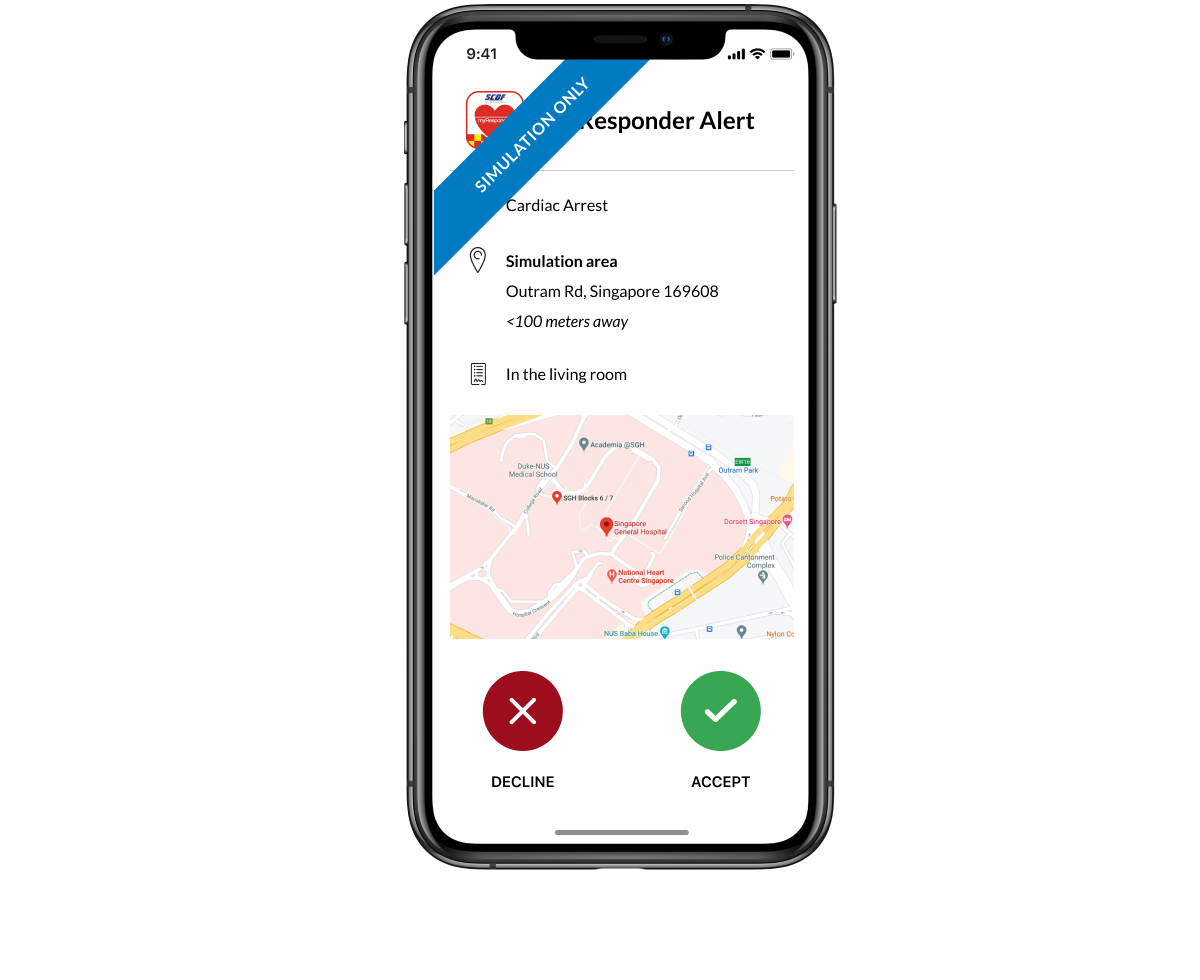 9:41
SCDF
myResponder
SIMULATION ONLY
Responder Alert
Cardiac Arrest
Simulation area
Outram Rd, Singapore 169608
<100 meters away
In the living room
Academia @SGH
Duke-NUS
Medical School
EW16
Outram Park
Macalister Rd
College Road
SGH Blocks 6 / 7
Second Hospital Ave
Potato
Singapore
General Hospital
Dorsett Singapore
Police Cantonment
Complex
National Heart
Centre Singapore
Hospital Crescent
NUS Baba House
Nylon Co
DECLINE
ACCEPT